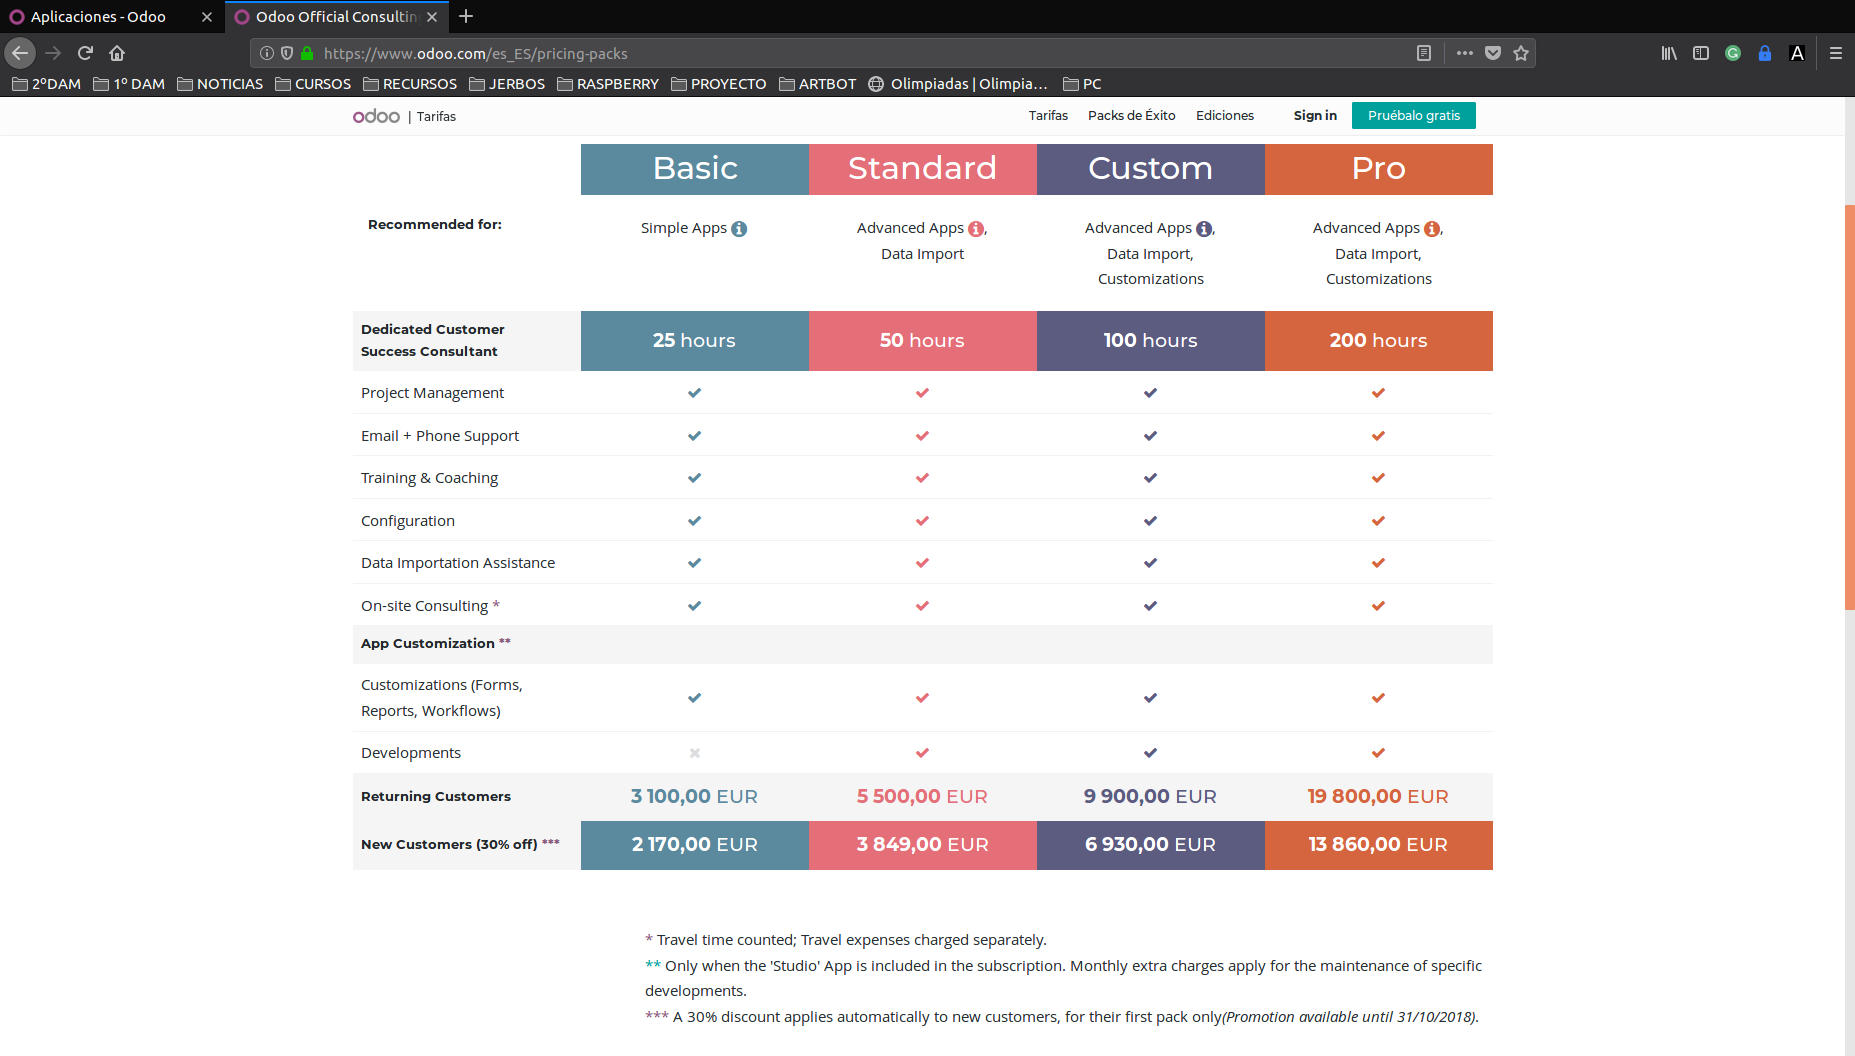 Aplicaciones - Odoo
Odoo Official Consultin
https://www.odoo.com/es_ES/pricing-packs
2ºDAM 1º DAM NOTICIAS CURSOS RECURSOS JERBOS RASPBERRY PROYECTO ARTBOT Olimpiadas | Olimpia… PC
odoo | Tarifas Tarifas Packs de Éxito Ediciones Sign in Pruébalo gratis
Basic Standard Custom Pro
Recommended for: Simple Apps Advanced Apps , Advanced Apps , Advanced Apps ,
Data Import Data Import, Data Import,
Customizations Customizations
Dedicated Customer
Success Consultant
25 hours 50 hours 100 hours 200 hours
Project Management
Email + Phone Support
Training & Coaching
Configuration
Data Importation Assistance
On-site Consulting *
App Customization **
Customizations (Forms,
Reports, Workflows)
Developments
Returning Customers 3 100,00 EUR 5 500,00 EUR 9 900,00 EUR 19 800,00 EUR
New Customers (30% off) *** 2 170,00 EUR 3 849,00 EUR 6 930,00 EUR 13 860,00 EUR
* Travel time counted; Travel expenses charged separately.
** Only when the 'Studio' App is included in the subscription. Monthly extra charges apply for the maintenance of specific
developments.
*** A 30% discount applies automatically to new customers, for their first pack only(Promotion available until 31/10/2018).